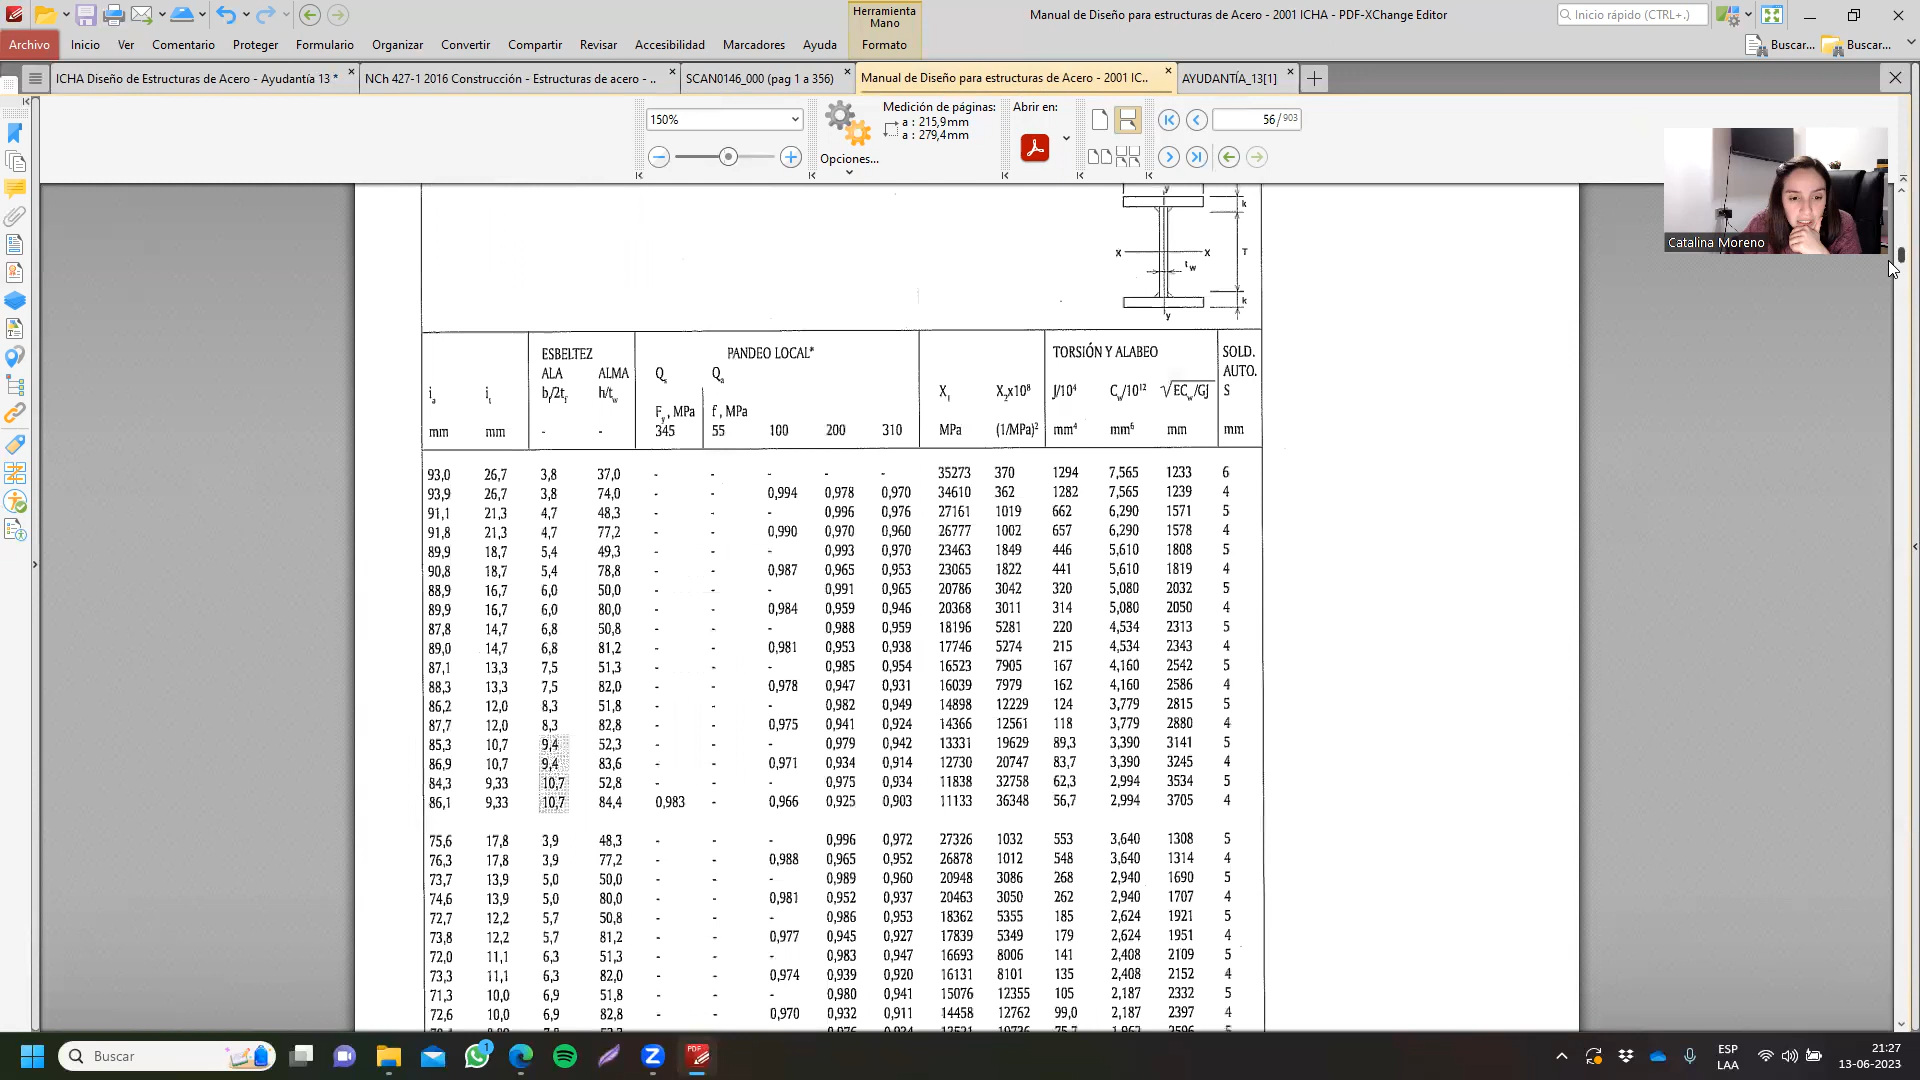 Herramienta
Mano
Manual de Diseño para estructuras de Acero - 2001 ICHA - PDF-XChange Editor
Inicio rápido (CTRL+.)
Archivo Inicio Ver Comentario Proteger Formulario Organizar Convertir Compartir Revisar Accesibilidad Marcadores Ayuda Formato Buscar... Buscar...
ICHA Diseño de Estructuras de Acero - Ayudantía 13 * NCh 427-1 2016 Construcción - Estructuras de acero - .. SCAN0146_000 (pag 1 a 356) Manual de Diseño para estructuras de Acero - 2001 IC.. AYUDANTÍA_13[1]
150%
Opciones...
Medición de páginas:
a : 215,9mm
a : 279,4mm
Abrir en:
56 / 903
Catalina Moreno
y
k
x x T
t w
k
y
ESBELTEZ PANDEO LOCAL* TORSIÓN Y ALABEO SOLD.
ALA ALMA Qs Qa AUTO.
ia it bf/2tf h/tw X1 X2x10⁸ J/10⁴ Cw/10¹² √ECw/GJ S
Fy, MPa f, MPa
mm mm - - 345 55 100 200 310 MPa (1/MPa)² mm⁴ mm⁶ mm mm
93,0 26,7 3,8 37,0 - - - - - 35273 370 1294 7,565 1233 6
93,9 26,7 3,8 74,0 - - 0,994 0,978 0,970 34610 362 1282 7,565 1239 4
91,1 21,3 4,7 48,3 - - - 0,996 0,976 27161 1019 662 6,290 1571 5
91,8 21,3 4,7 77,2 - - 0,990 0,970 0,960 26777 1002 657 6,290 1578 4
89,9 18,7 5,4 49,3 - - - 0,993 0,970 23463 1849 446 5,610 1808 5
90,8 18,7 5,4 78,8 - - 0,987 0,965 0,953 23065 1822 441 5,610 1819 4
88,9 16,7 6,0 50,0 - - - 0,991 0,965 20786 3042 320 5,080 2032 5
89,9 16,7 6,0 80,0 - - 0,984 0,959 0,946 20368 3011 314 5,080 2050 4
87,8 14,7 6,8 50,8 - - - 0,988 0,959 18196 5281 220 4,534 2313 5
89,0 14,7 6,8 81,2 - - 0,981 0,953 0,938 17746 5274 215 4,534 2343 4
87,1 13,3 7,5 51,3 - - - 0,985 0,954 16523 7905 167 4,160 2542 5
88,3 13,3 7,5 82,0 - - 0,978 0,947 0,931 16039 7979 162 4,160 2586 4
86,2 12,0 8,3 51,8 - - - 0,982 0,949 14898 12229 124 3,779 2815 5
87,7 12,0 8,3 82,8 - - 0,975 0,941 0,924 14366 12561 118 3,779 2880 4
85,3 10,7 9,4 52,3 - - - 0,979 0,942 13331 19629 89,3 3,390 3141 5
86,9 10,7 9,4 83,6 - - 0,971 0,934 0,914 12730 20747 83,7 3,390 3245 4
84,3 9,33 10,7 52,8 - - - 0,975 0,934 11838 32758 62,3 2,994 3534 5
86,1 9,33 10,7 84,4 0,983 - 0,966 0,925 0,903 11133 36348 56,7 2,994 3705 4
75,6 17,8 3,9 48,3 - - - 0,996 0,972 27326 1032 553 3,640 1308 5
76,3 17,8 3,9 77,2 - - 0,988 0,965 0,952 26878 1012 548 3,640 1314 4
73,7 13,9 5,0 50,0 - - - 0,989 0,960 20948 3086 268 2,940 1690 5
74,6 13,9 5,0 80,0 - - 0,981 0,952 0,937 20463 3050 262 2,940 1707 4
72,7 12,2 5,7 50,8 - - - 0,986 0,953 18362 5355 185 2,624 1921 5
73,8 12,2 5,7 81,2 - - 0,977 0,945 0,927 17839 5349 179 2,624 1951 4
72,0 11,1 6,3 51,3 - - - 0,983 0,947 16693 8006 141 2,408 2109 5
73,3 11,1 6,3 82,0 - - 0,974 0,939 0,920 16131 8101 135 2,408 2152 4
71,3 10,0 6,9 51,8 - - - 0,980 0,941 15076 12355 105 2,187 2332 5
72,6 10,0 6,9 82,8 - - 0,970 0,932 0,911 14458 12762 99,0 2,187 2397 4
Buscar
1
PDF
ESP
LAA
21:27
13-06-2023